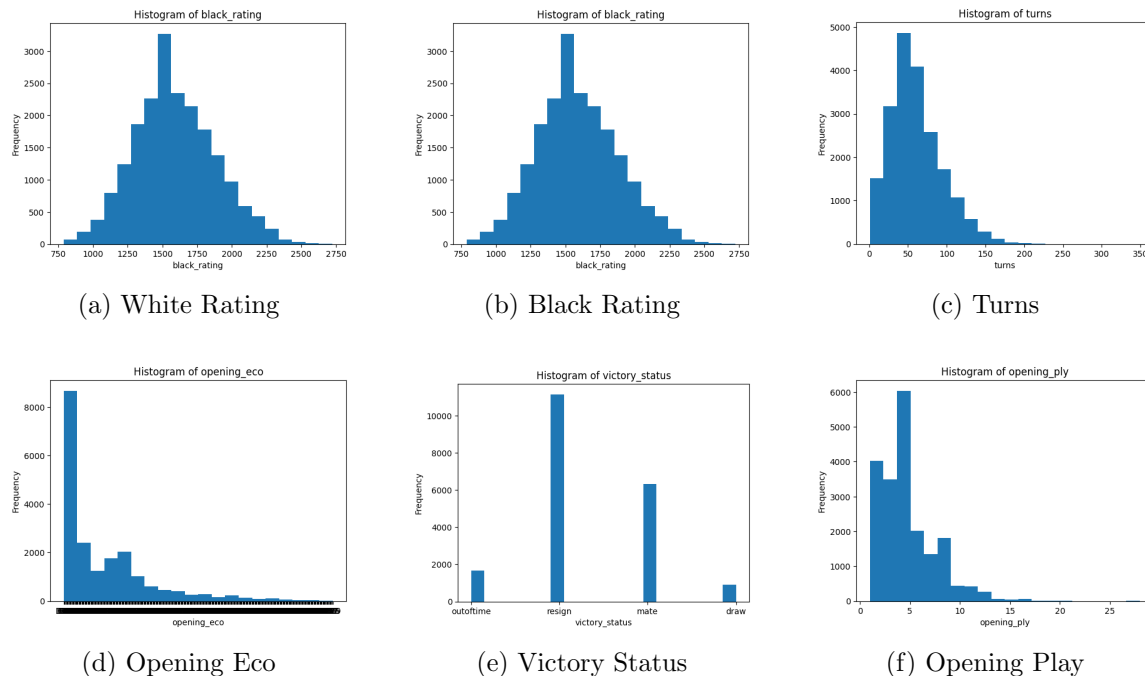 Histogram of black_rating
Frequency
3000
2500
2000
1500
1000
500
0
750 1000 1250 1500 1750 2000 2250 2500 2750
black_rating
(a) White Rating
Histogram of black_rating
Frequency
3000
2500
2000
1500
1000
500
0
750 1000 1250 1500 1750 2000 2250 2500 2750
black_rating
(b) Black Rating
Histogram of turns
Frequency
5000
4000
3000
2000
1000
0
0 50 100 150 200 250 300 350
turns
(c) Turns
Histogram of opening_eco
Frequency
8000
6000
4000
2000
0
opening_eco
(d) Opening Eco
Histogram of victory_status
Frequency
10000
8000
6000
4000
2000
0
outoftime resign mate draw
victory_status
(e) Victory Status
Histogram of opening_ply
Frequency
6000
5000
4000
3000
2000
1000
0
0 5 10 15 20 25
opening_ply
(f) Opening Play